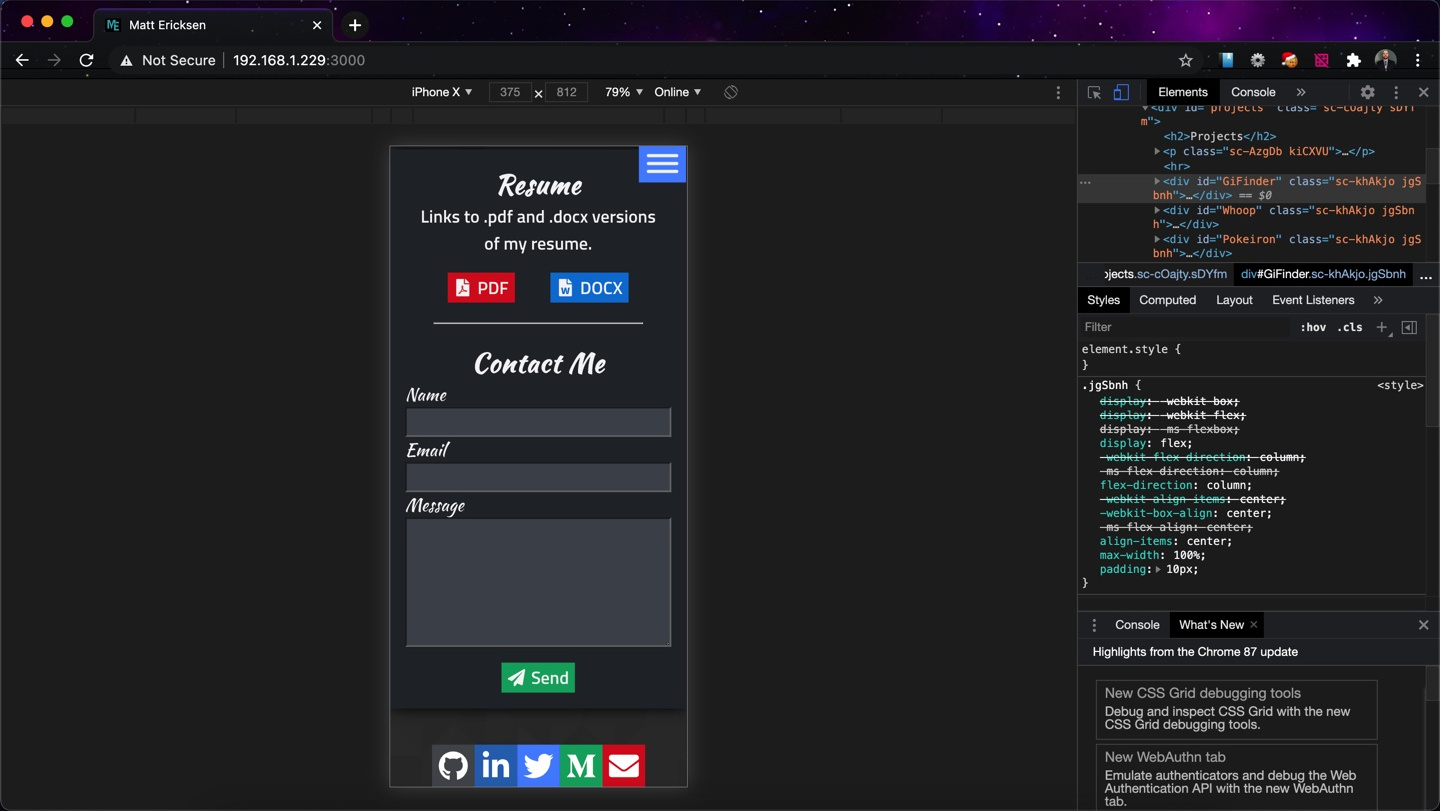 ME Matt Ericksen
Not Secure 192.168.1.229:3000
iPhone X 375 × 812 79% Online
Elements Console
Resume
Links to .pdf and .docx versions
of my resume.
PDF DOCX
Contact Me
Name
Email
Message
Send
in M
<div id="projects" class="sc-cOajty sDYf
m">
<h2>Projects</h2>
<p class="sc-AzgDb kiCXVU">…</p>
<hr>
<div id="GiFinder" class="sc-khAkjo jgS
bnh">…</div> == $0
<div id="Whoop" class="sc-khAkjo jgSbn
h">…</div>
<div id="Pokeiron" class="sc-khAkjo jgS
bnh">…</div>
ojects.sc-cOajty.sDYfm div#GiFinder.sc-khAkjo.jgSbnh ...
Styles Computed Layout Event Listeners
Filter :hov .cls
element.style {
}
.jgSbnh { <style>
display: -webkit-box;
display: -webkit-flex;
display: -ms-flexbox;
display: flex;
-webkit-flex-direction: column;
-ms-flex-direction: column;
flex-direction: column;
-webkit-align-items: center;
-webkit-box-align: center;
-ms-flex-align: center;
align-items: center;
max-width: 100%;
padding: 10px;
}
Console What's New
Highlights from the Chrome 87 update
New CSS Grid debugging tools
Debug and inspect CSS Grid with the new
CSS Grid debugging tools.
New WebAuthn tab
Emulate authenticators and debug the Web
Authentication API with the new WebAuthn
tab.